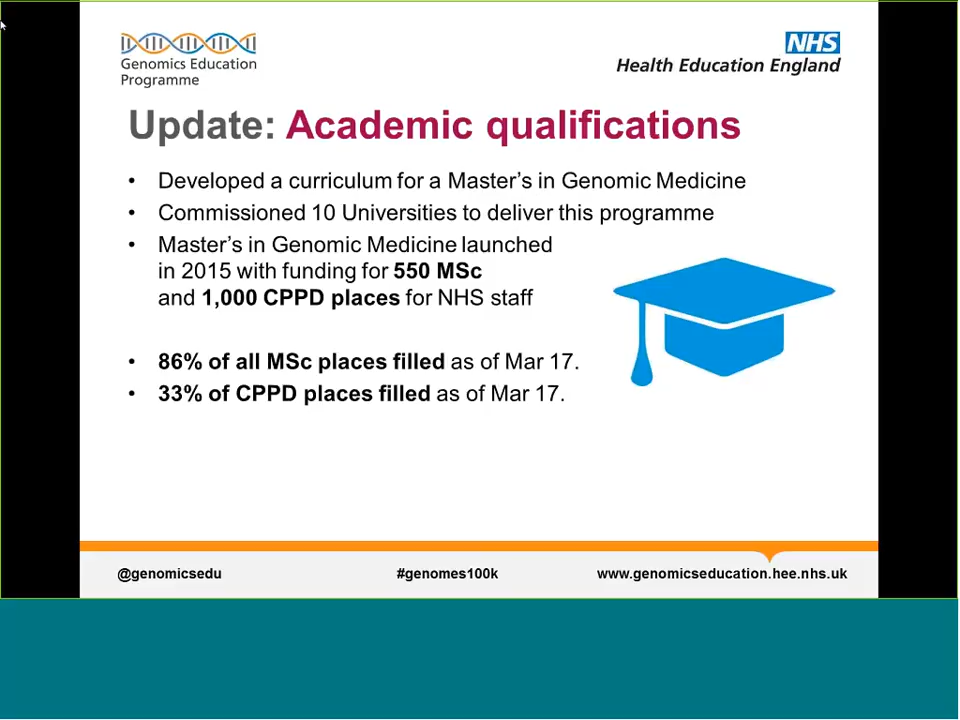 Genomics Education
Programme
NHS
Health Education England
Update: Academic qualifications
• Developed a curriculum for a Master's in Genomic Medicine
• Commissioned 10 Universities to deliver this programme
• Master's in Genomic Medicine launched
in 2015 with funding for 550 MSc
and 1,000 CPPD places for NHS staff
• 86% of all MSc places filled as of Mar 17.
• 33% of CPPD places filled as of Mar 17.
@genomicsedu
#genomes100k
www.genomicseducation.hee.nhs.uk